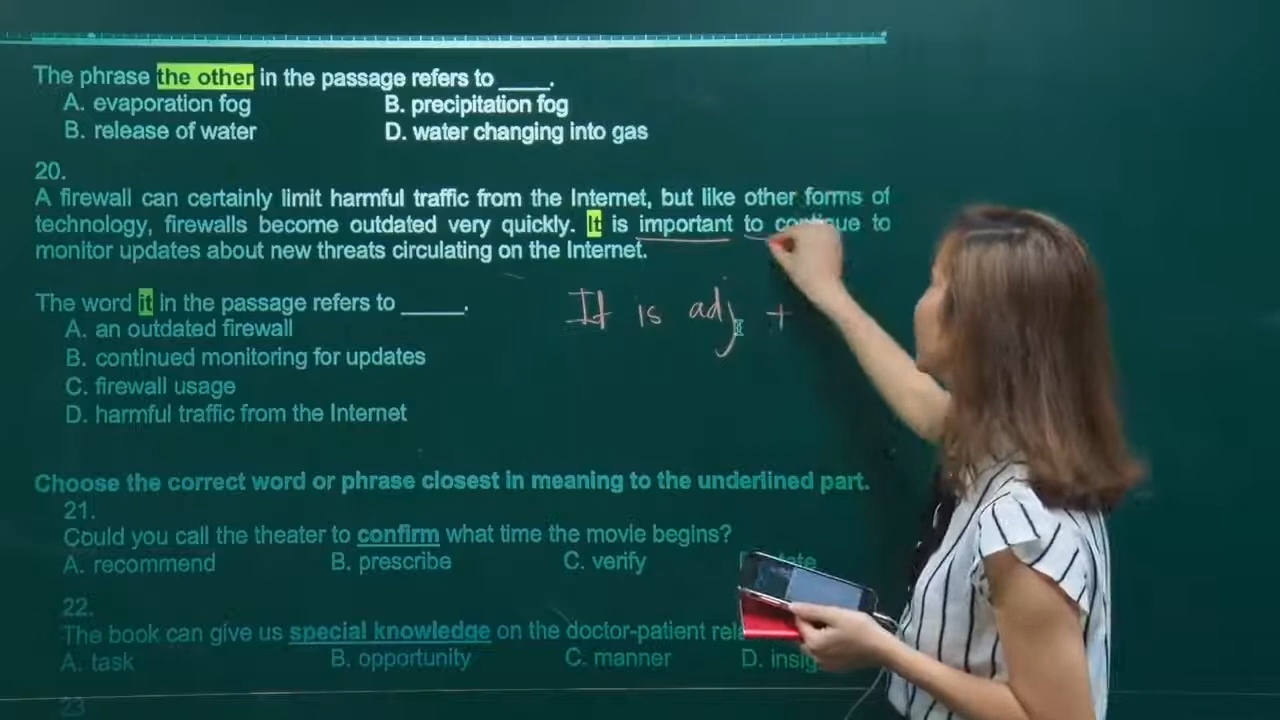 The phrase the other in the passage refers to ____.
A. evaporation fog B. precipitation fog
B. release of water D. water changing into gas
20.
A firewall can certainly limit harmful traffic from the Internet, but like other forms of
technology, firewalls become outdated very quickly. It is important to continue to
monitor updates about new threats circulating on the Internet.
It is adj +
The word it in the passage refers to _____.
A. an outdated firewall
B. continued monitoring for updates
C. firewall usage
D. harmful traffic from the Internet
Choose the correct word or phrase closest in meaning to the underlined part.
21.
Could you call the theater to confirm what time the movie begins?
A. recommend B. prescribe C. verify
22.
The book can give us special knowledge on the doctor-patient
A. task B. opportunity C. manner D.
23